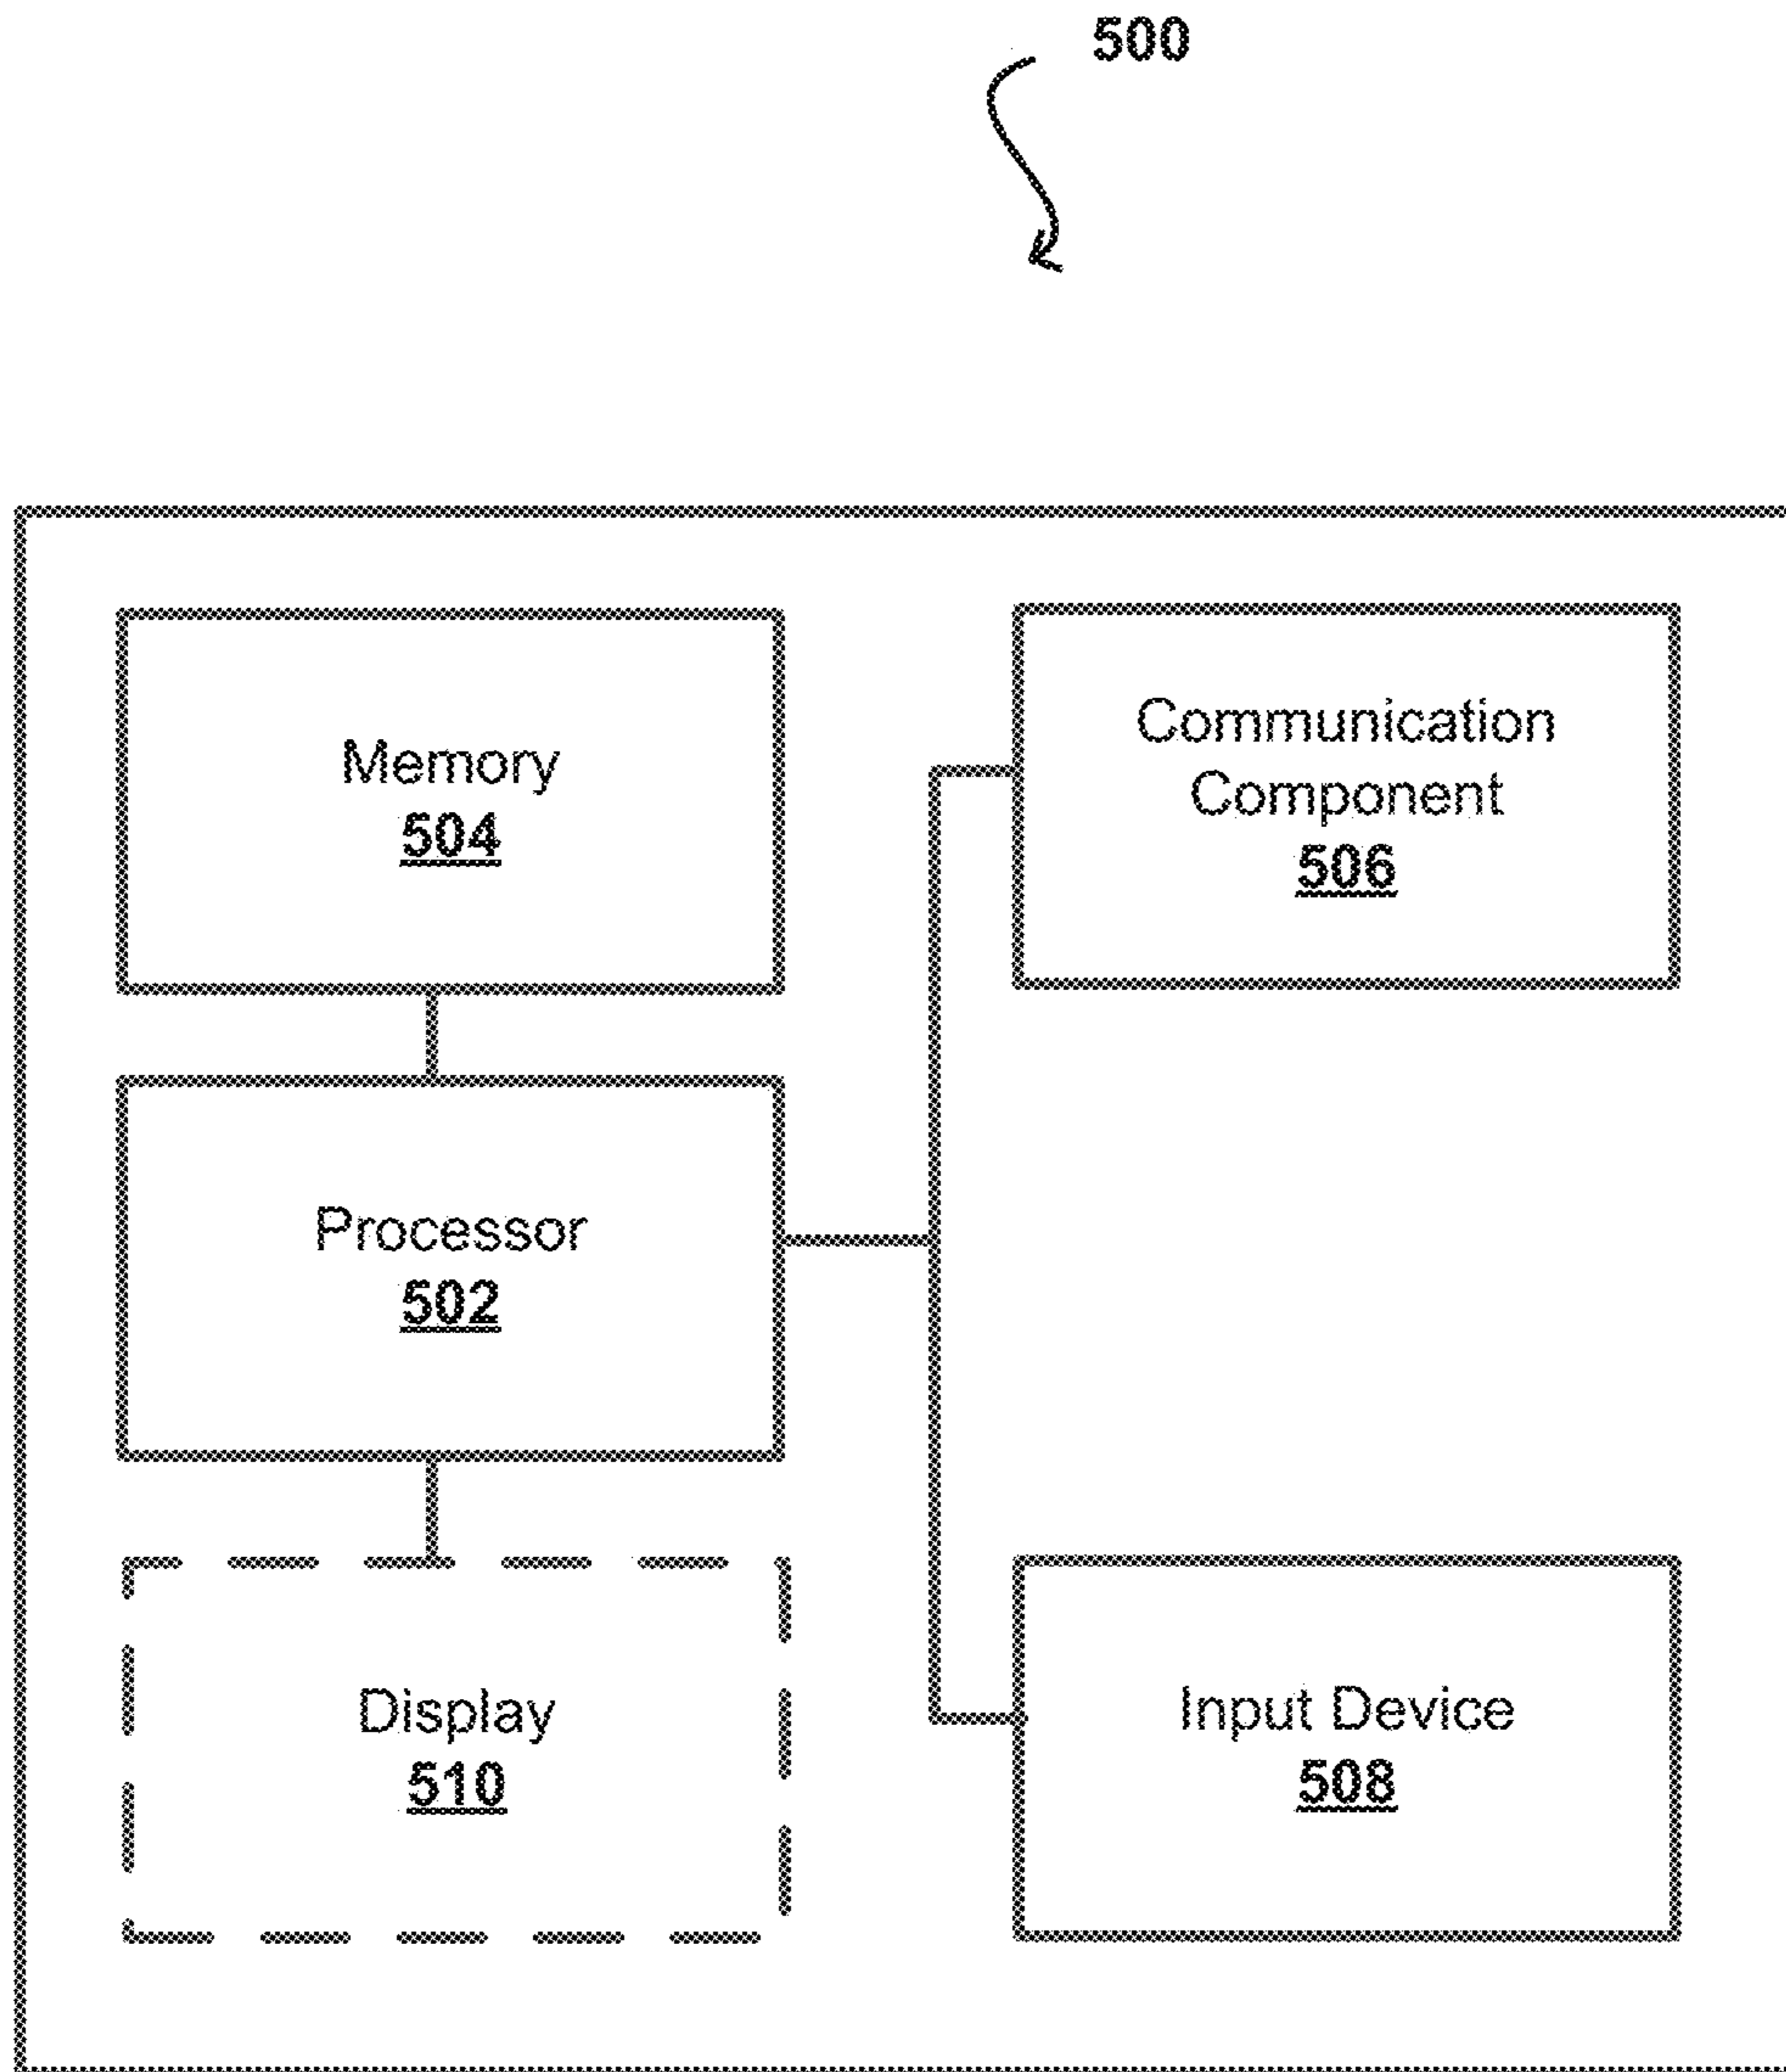 500
Memory
504
Communication
Component
506
Processor
502
Display
510
Input Device
508